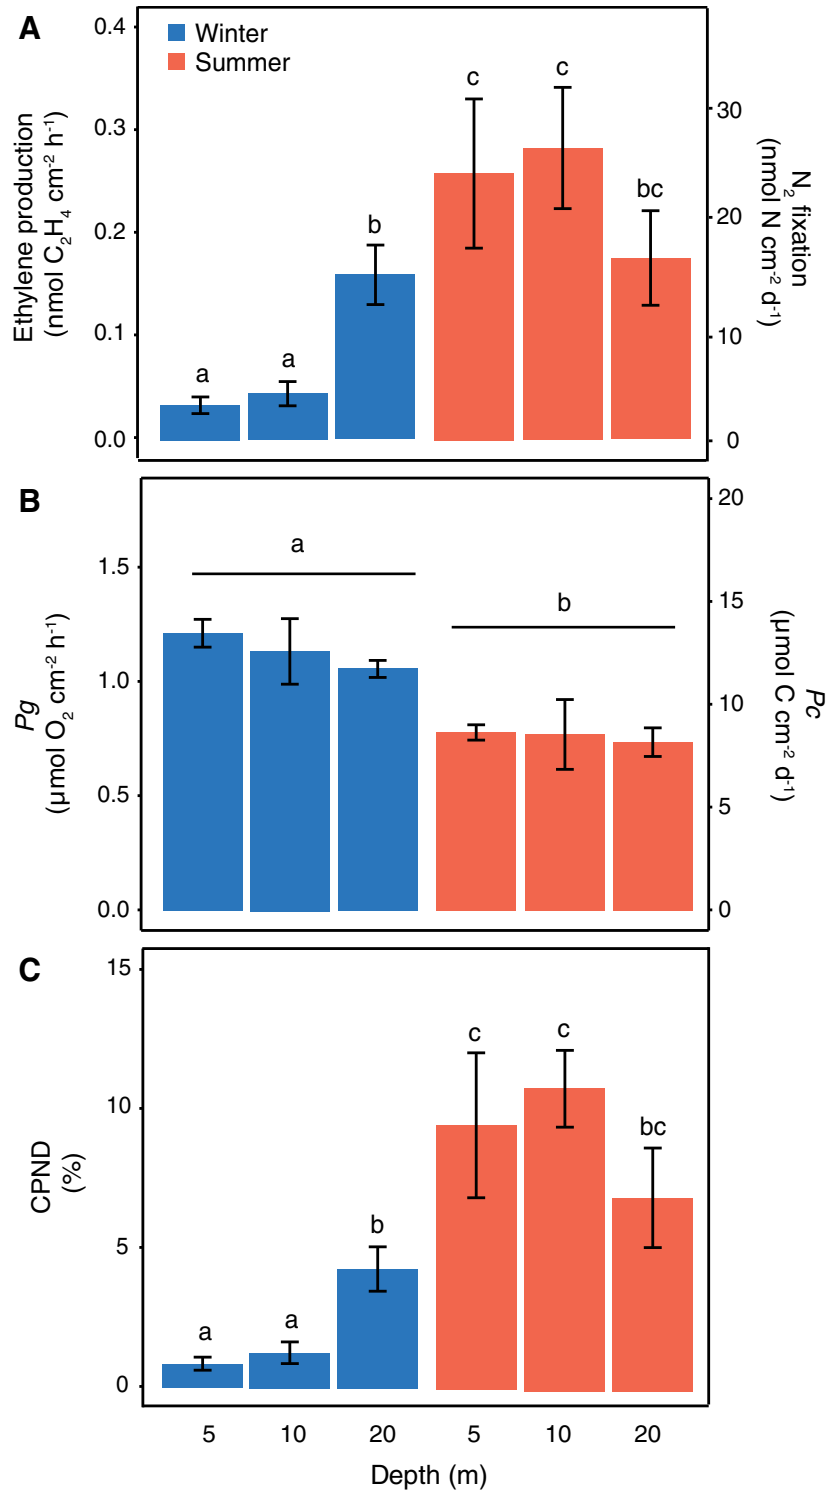 A
Winter
Summer
Ethylene production
(nmol C₂H₄ cm⁻² h⁻¹)
0.4
0.3
0.2
0.1
0.0
a
a
b
c
c
bc
30
20
10
0
N₂ fixation
(nmol N cm⁻² d⁻¹)
B
Pg
(µmol O₂ cm⁻² h⁻¹)
1.5
1.0
0.5
0.0
a
b
20
15
10
5
0
Pc
(µmol C cm⁻² d⁻¹)
C
CPND
(%)
15
10
5
0
a
a
b
c
c
bc
5 10 20 5 10 20
Depth (m)